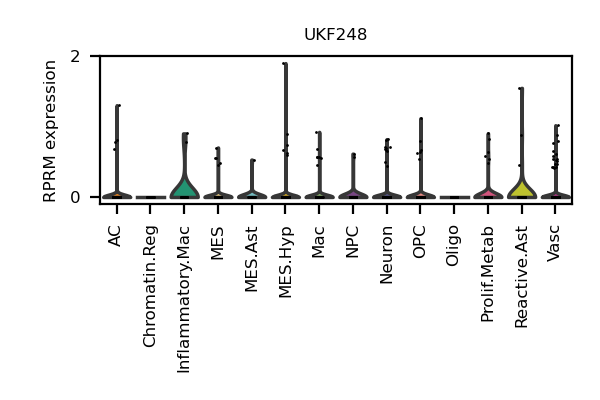 UKF248
RPRM expression
2
0
AC
Chromatin.Reg
Inflammatory.Mac
MES
MES.Ast
MES.Hyp
Mac
NPC
Neuron
OPC
Oligo
Prolif.Metab
Reactive.Ast
Vasc